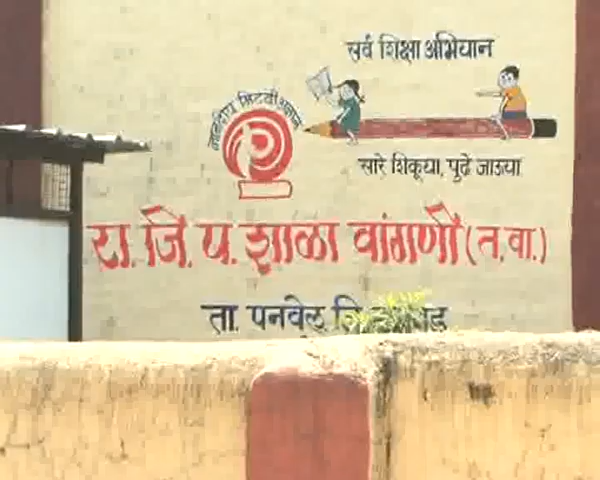 सर्व शिक्षा अभियान
सारे शिकूया, पुढे जाऊया
रा. जि. प. शाळा वांगणी (त. वा.)
ता. पनवेल